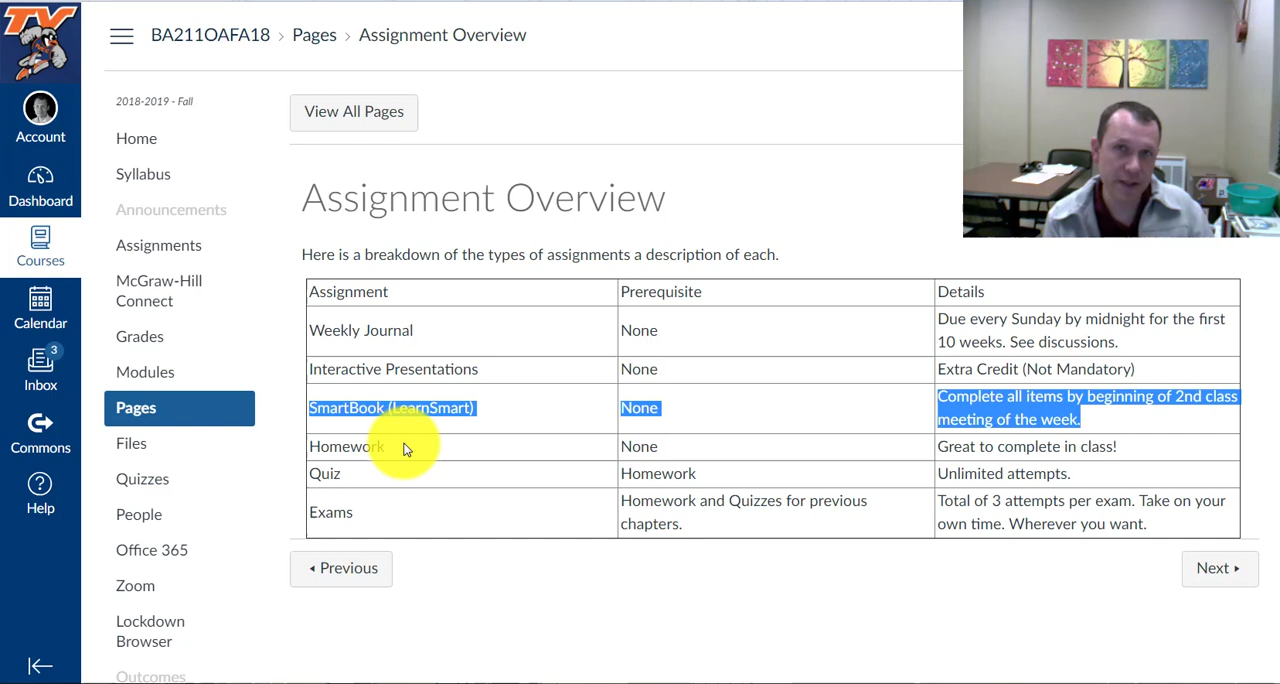 TV
BA211OAFA18 > Pages > Assignment Overview
Account
Dashboard
Courses
Calendar
3
Inbox
Commons
Help
2018-2019 - Fall
Home
Syllabus
Announcements
Assignments
McGraw-Hill
Connect
Grades
Modules
Pages
Files
Quizzes
People
Office 365
Zoom
Lockdown
Browser
Outcomes
View All Pages
Assignment Overview
Here is a breakdown of the types of assignments a description of each.
Assignment Prerequisite Details
Weekly Journal None Due every Sunday by midnight for the first
10 weeks. See discussions.
Interactive Presentations None Extra Credit (Not Mandatory)
SmartBook (LearnSmart) None Complete all items by beginning of 2nd class
meeting of the week.
Homework None Great to complete in class!
Quiz Homework Unlimited attempts.
Exams Homework and Quizzes for previous
chapters. Total of 3 attempts per exam. Take on your
own time. Wherever you want.
◂ Previous
Next ▸